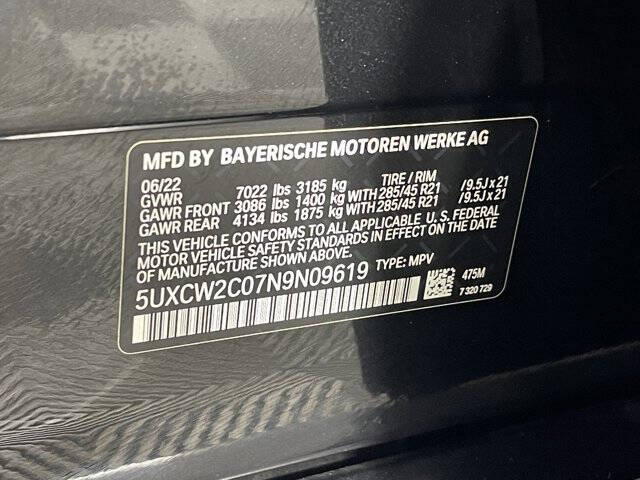 MFD BY BAYERISCHE MOTOREN WERKE AG
06/22 TIRE / RIM
GVWR 7022 lbs 3185 kg
GAWR FRONT 3086 lbs 1400 kg WITH 285/45 R21 / 9.5J x 21
GAWR REAR 4134 lbs 1875 kg WITH 285/45 R21 / 9.5J x 21
THIS VEHICLE CONFORMS TO ALL APPLICABLE U. S. FEDERAL
MOTOR VEHICLE SAFETY STANDARDS IN EFFECT ON THE DATE OF
MANUFACTURE SHOWN ABOVE.
5UXCW2C07N9N09619 TYPE: MPV
475M
7 320 729